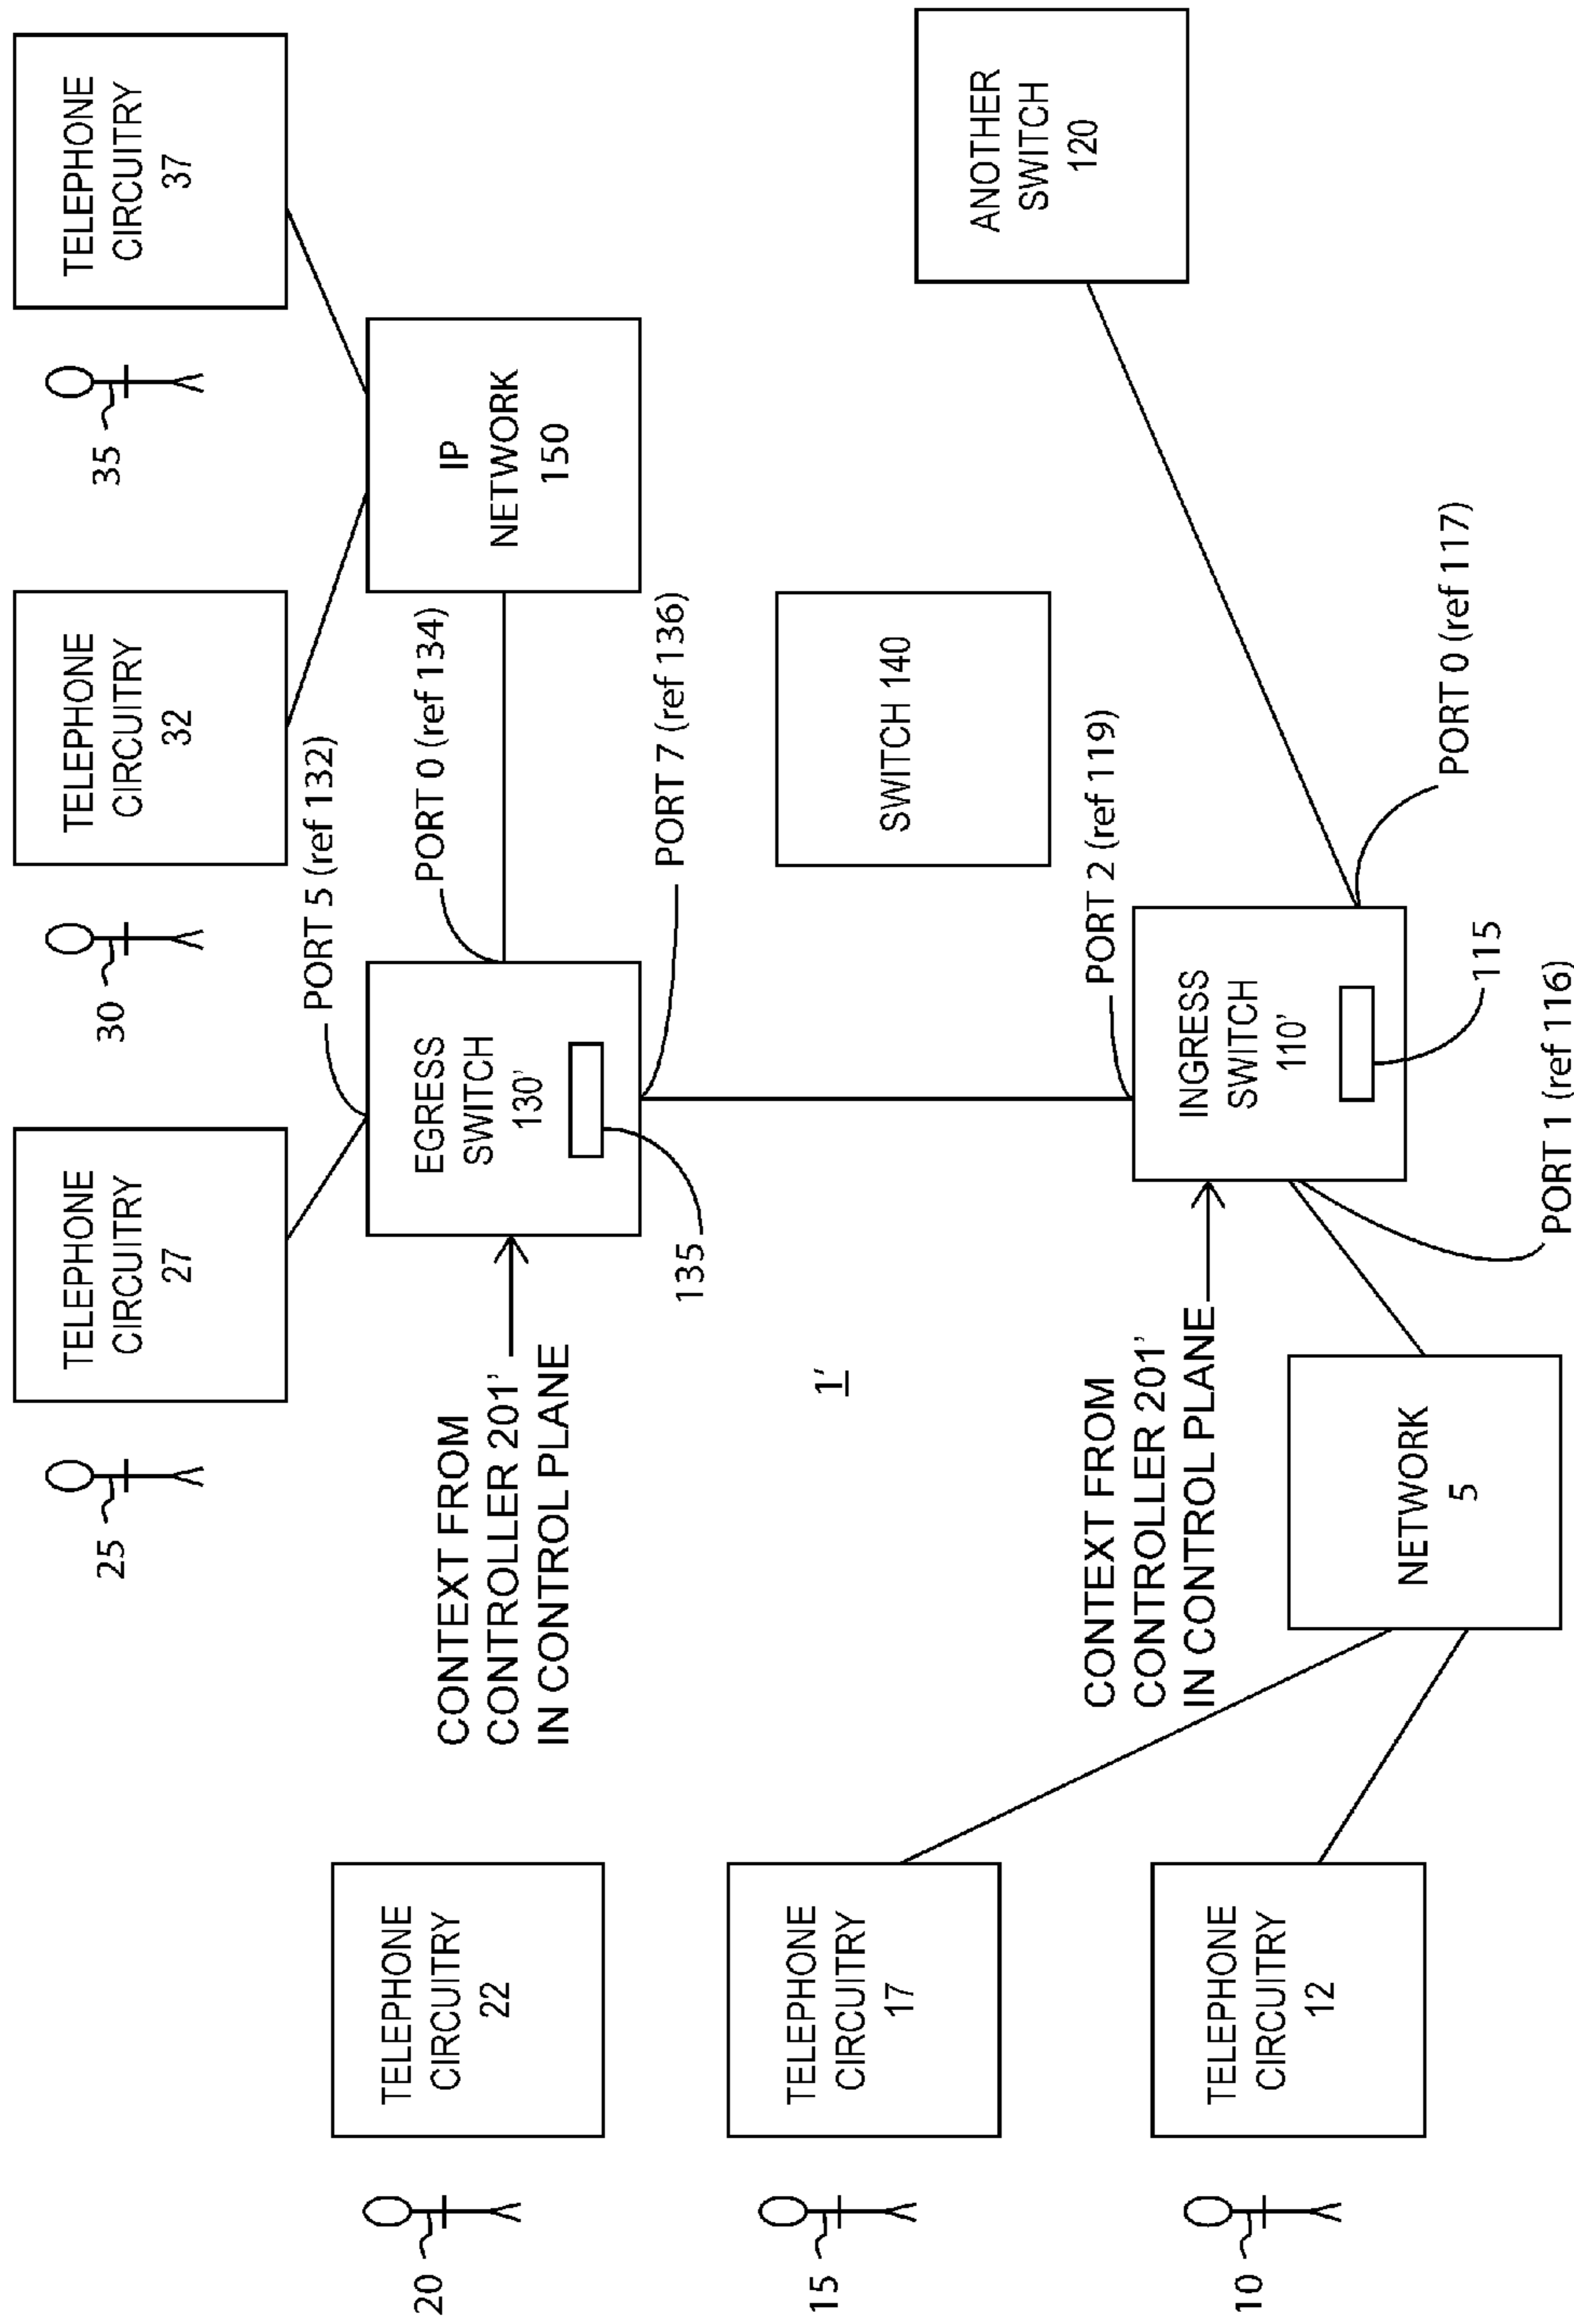 25
TELEPHONE
CIRCUITRY
27
30
TELEPHONE
CIRCUITRY
32
35
TELEPHONE
CIRCUITRY
37
PORT 5 (ref 132)
20
TELEPHONE
CIRCUITRY
22
CONTEXT FROM
CONTROLLER 201’
IN CONTROL PLANE
EGRESS
SWITCH
130’
135
PORT 0 (ref 134)
IP
NETWORK
150
PORT 7 (ref 136)
15
TELEPHONE
CIRCUITRY
17
1’
SWITCH 140
ANOTHER
SWITCH
120
PORT 2 (ref 119)
CONTEXT FROM
CONTROLLER 201’
IN CONTROL PLANE
10
TELEPHONE
CIRCUITRY
12
NETWORK
5
INGRESS
SWITCH
110’
115
PORT 0 (ref 117)
PORT 1 (ref 116)